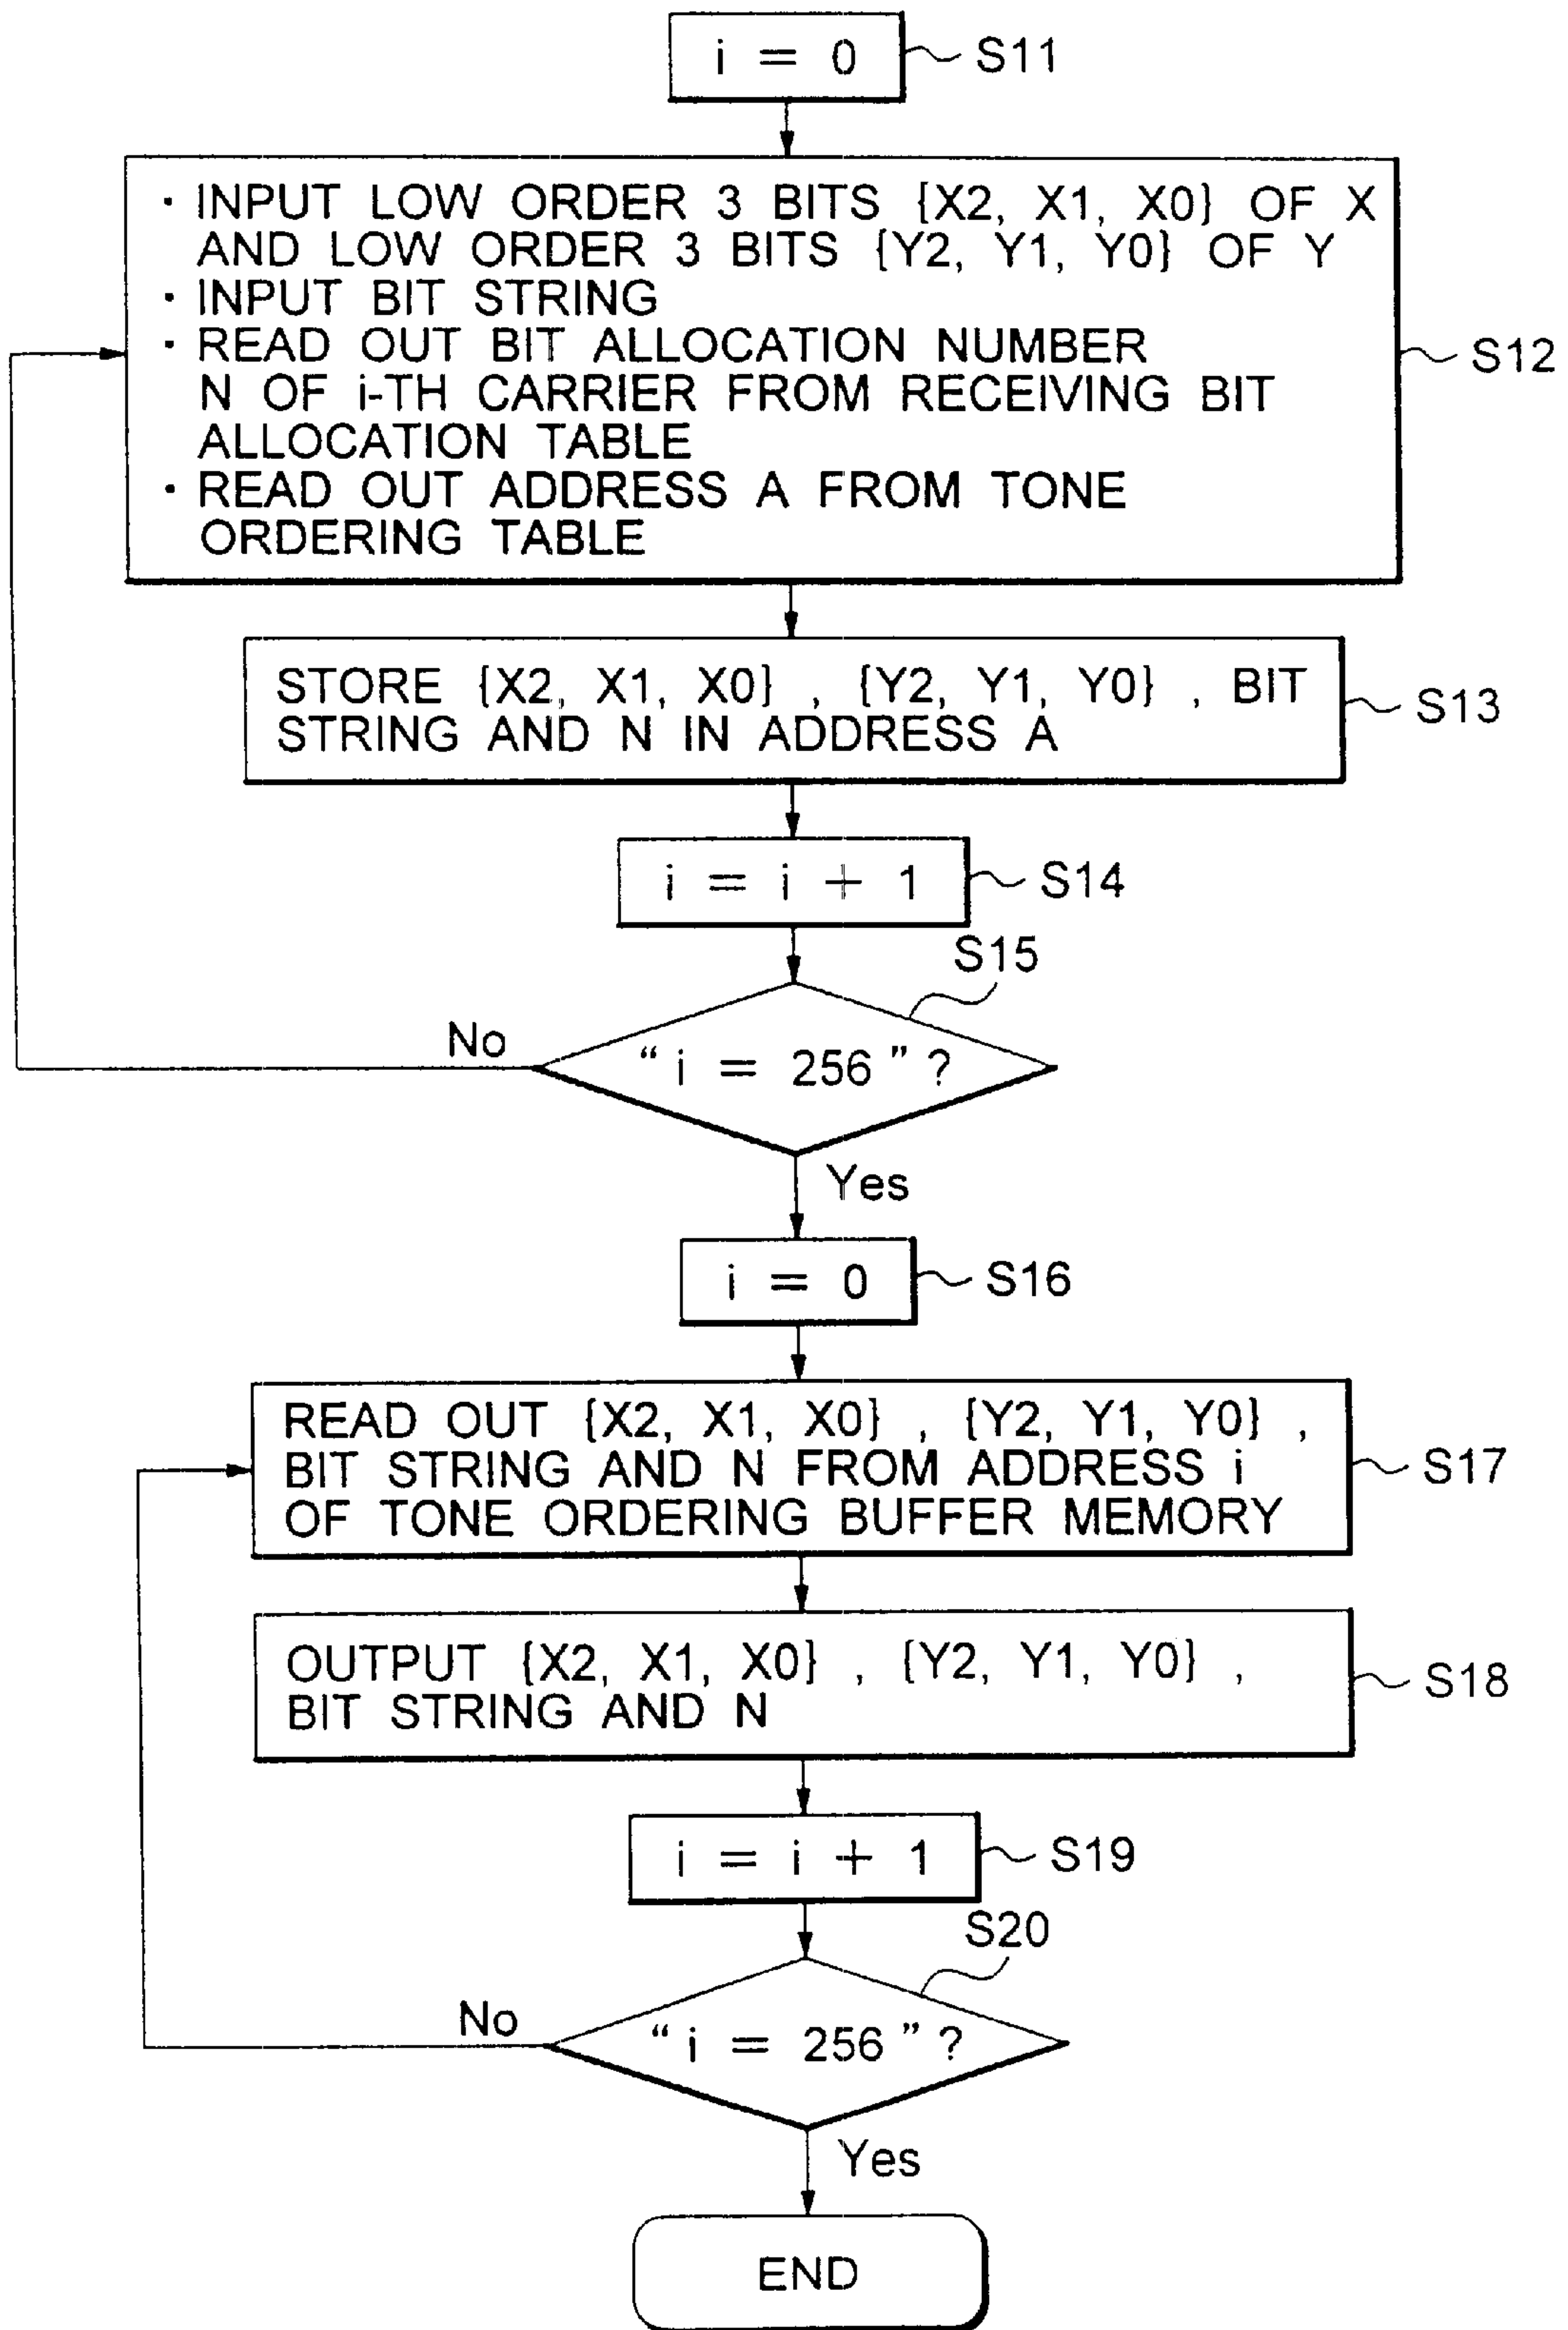 i = 0
S11
· INPUT LOW ORDER 3 BITS {X2, X1, X0} OF X
AND LOW ORDER 3 BITS {Y2, Y1, Y0} OF Y
· INPUT BIT STRING
· READ OUT BIT ALLOCATION NUMBER
N OF i-TH CARRIER FROM RECEIVING BIT
ALLOCATION TABLE
· READ OUT ADDRESS A FROM TONE
ORDERING TABLE
S12
STORE {X2, X1, X0} , {Y2, Y1, Y0} , BIT
STRING AND N IN ADDRESS A
S13
i = i + 1
S14
S15
No
“ i = 256 ” ?
Yes
i = 0
S16
READ OUT {X2, X1, X0} , {Y2, Y1, Y0} ,
BIT STRING AND N FROM ADDRESS i
OF TONE ORDERING BUFFER MEMORY
S17
OUTPUT {X2, X1, X0} , {Y2, Y1, Y0} ,
BIT STRING AND N
S18
i = i + 1
S19
S20
No
“ i = 256 ” ?
Yes
END